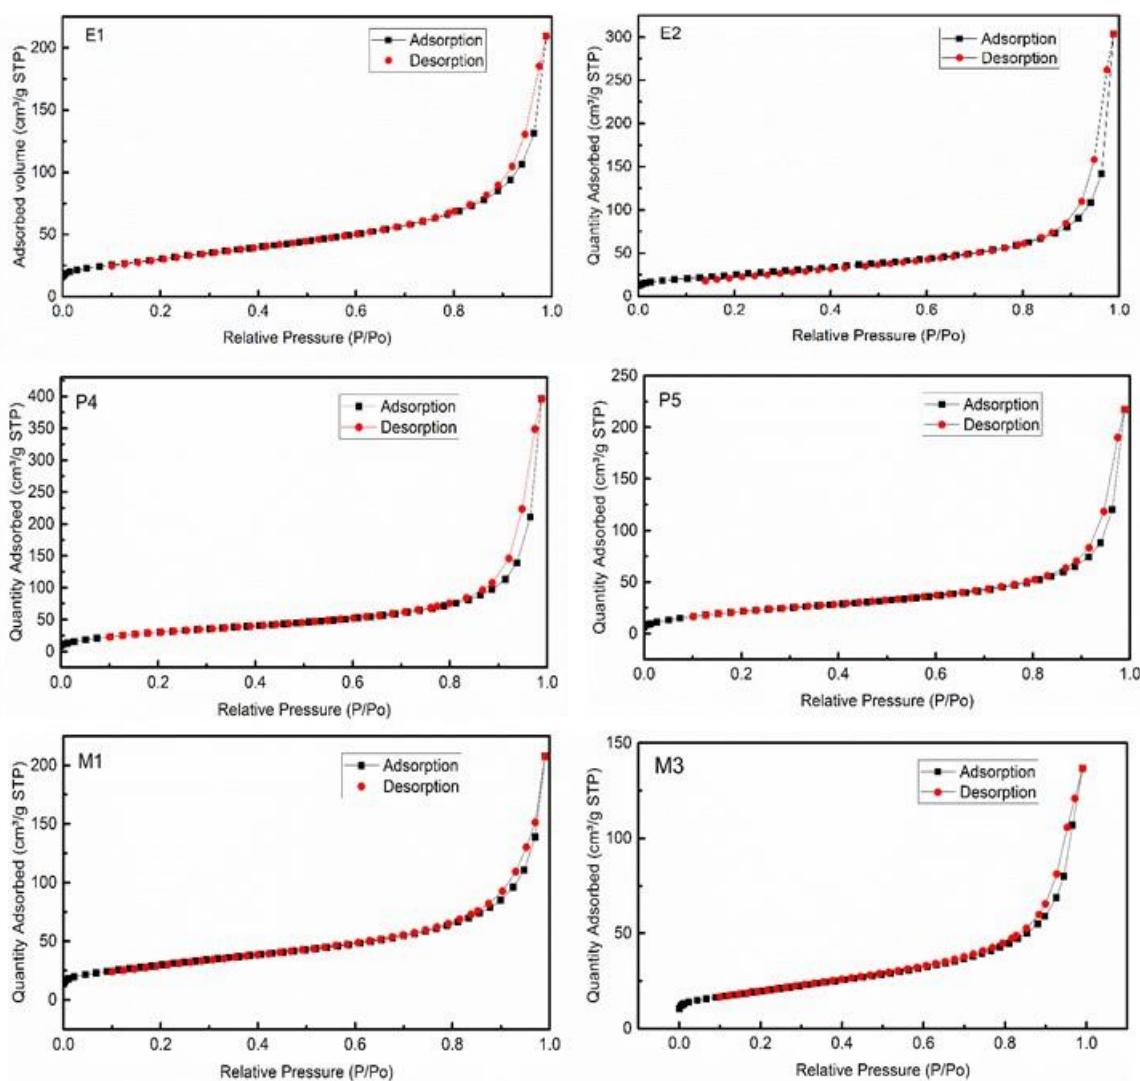 E1
Adsorption
Desorption
Adsorbed volume (cm³/g STP)
200
150
100
50
0
0.0 0.2 0.4 0.6 0.8 1.0
Relative Pressure (P/Po)
E2
Adsorption
Desorption
Quantity Adsorbed (cm³/g STP)
300
250
200
150
100
50
0
0.0 0.2 0.4 0.6 0.8 1.0
Relative Pressure (P/Po)
P4
Adsorption
Desorption
Quantity Adsorbed (cm³/g STP)
400
350
300
250
200
150
100
50
0
0.0 0.2 0.4 0.6 0.8 1.0
Relative Pressure (P/Po)
P5
Adsorption
Desorption
Quantity Adsorbed (cm³/g STP)
250
200
150
100
50
0
0.0 0.2 0.4 0.6 0.8 1.0
Relative Pressure (P/Po)
M1
Adsorption
Desorption
Quantity Adsorbed (cm³/g STP)
200
150
100
50
0
0.0 0.2 0.4 0.6 0.8 1.0
Relative Pressure (P/Po)
M3
Adsorption
Desorption
Quantity Adsorbed (cm³/g STP)
150
100
50
0
0.0 0.2 0.4 0.6 0.8 1.0
Relative Pressure (P/Po)